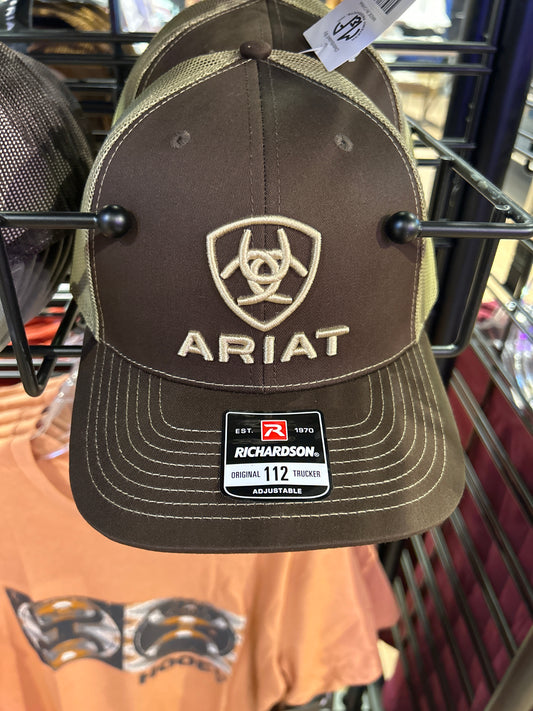 ARIAT
EST. R 1970
RICHARDSON®
ORIGINAL 112 TRUCKER
ADJUSTABLE
HOOEY